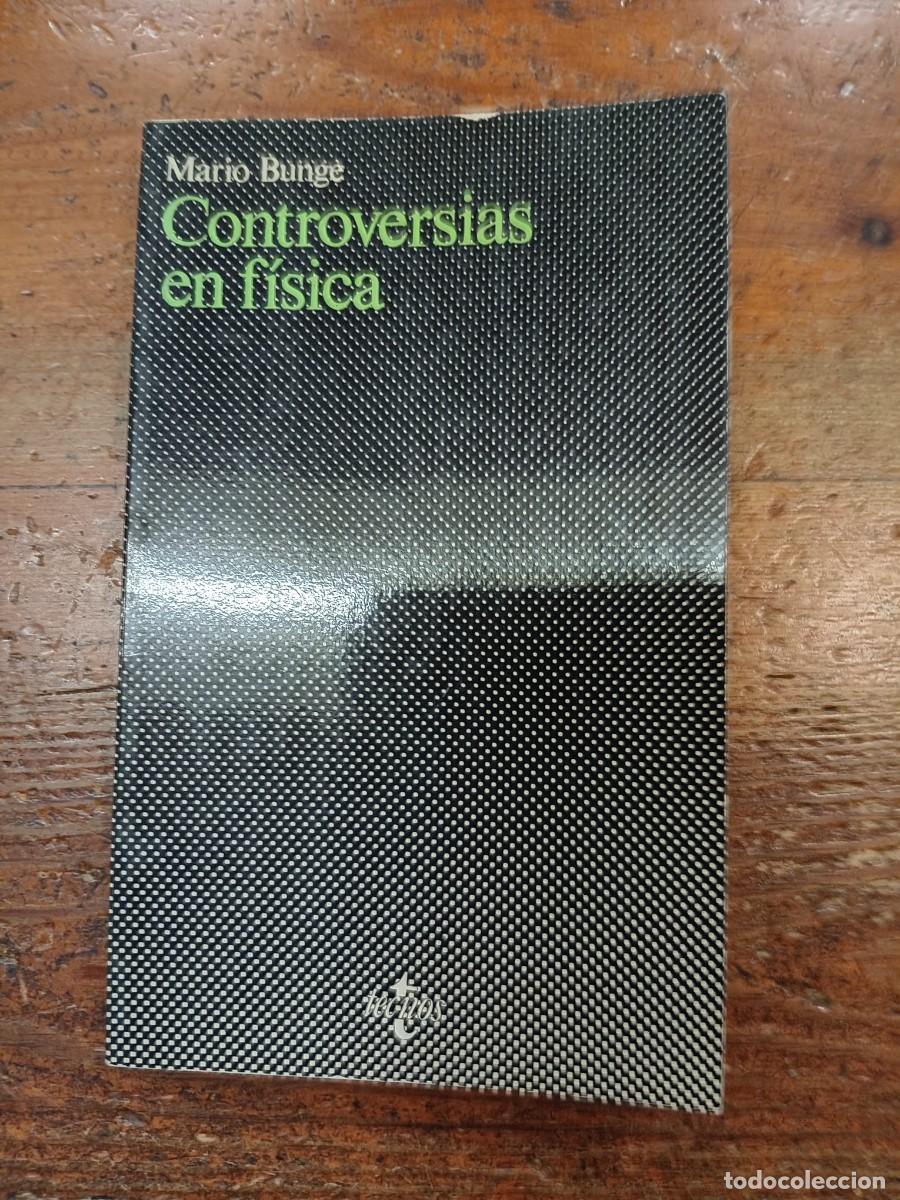 Mario Bunge
Controversias
en física
tecnos
todocoleccion